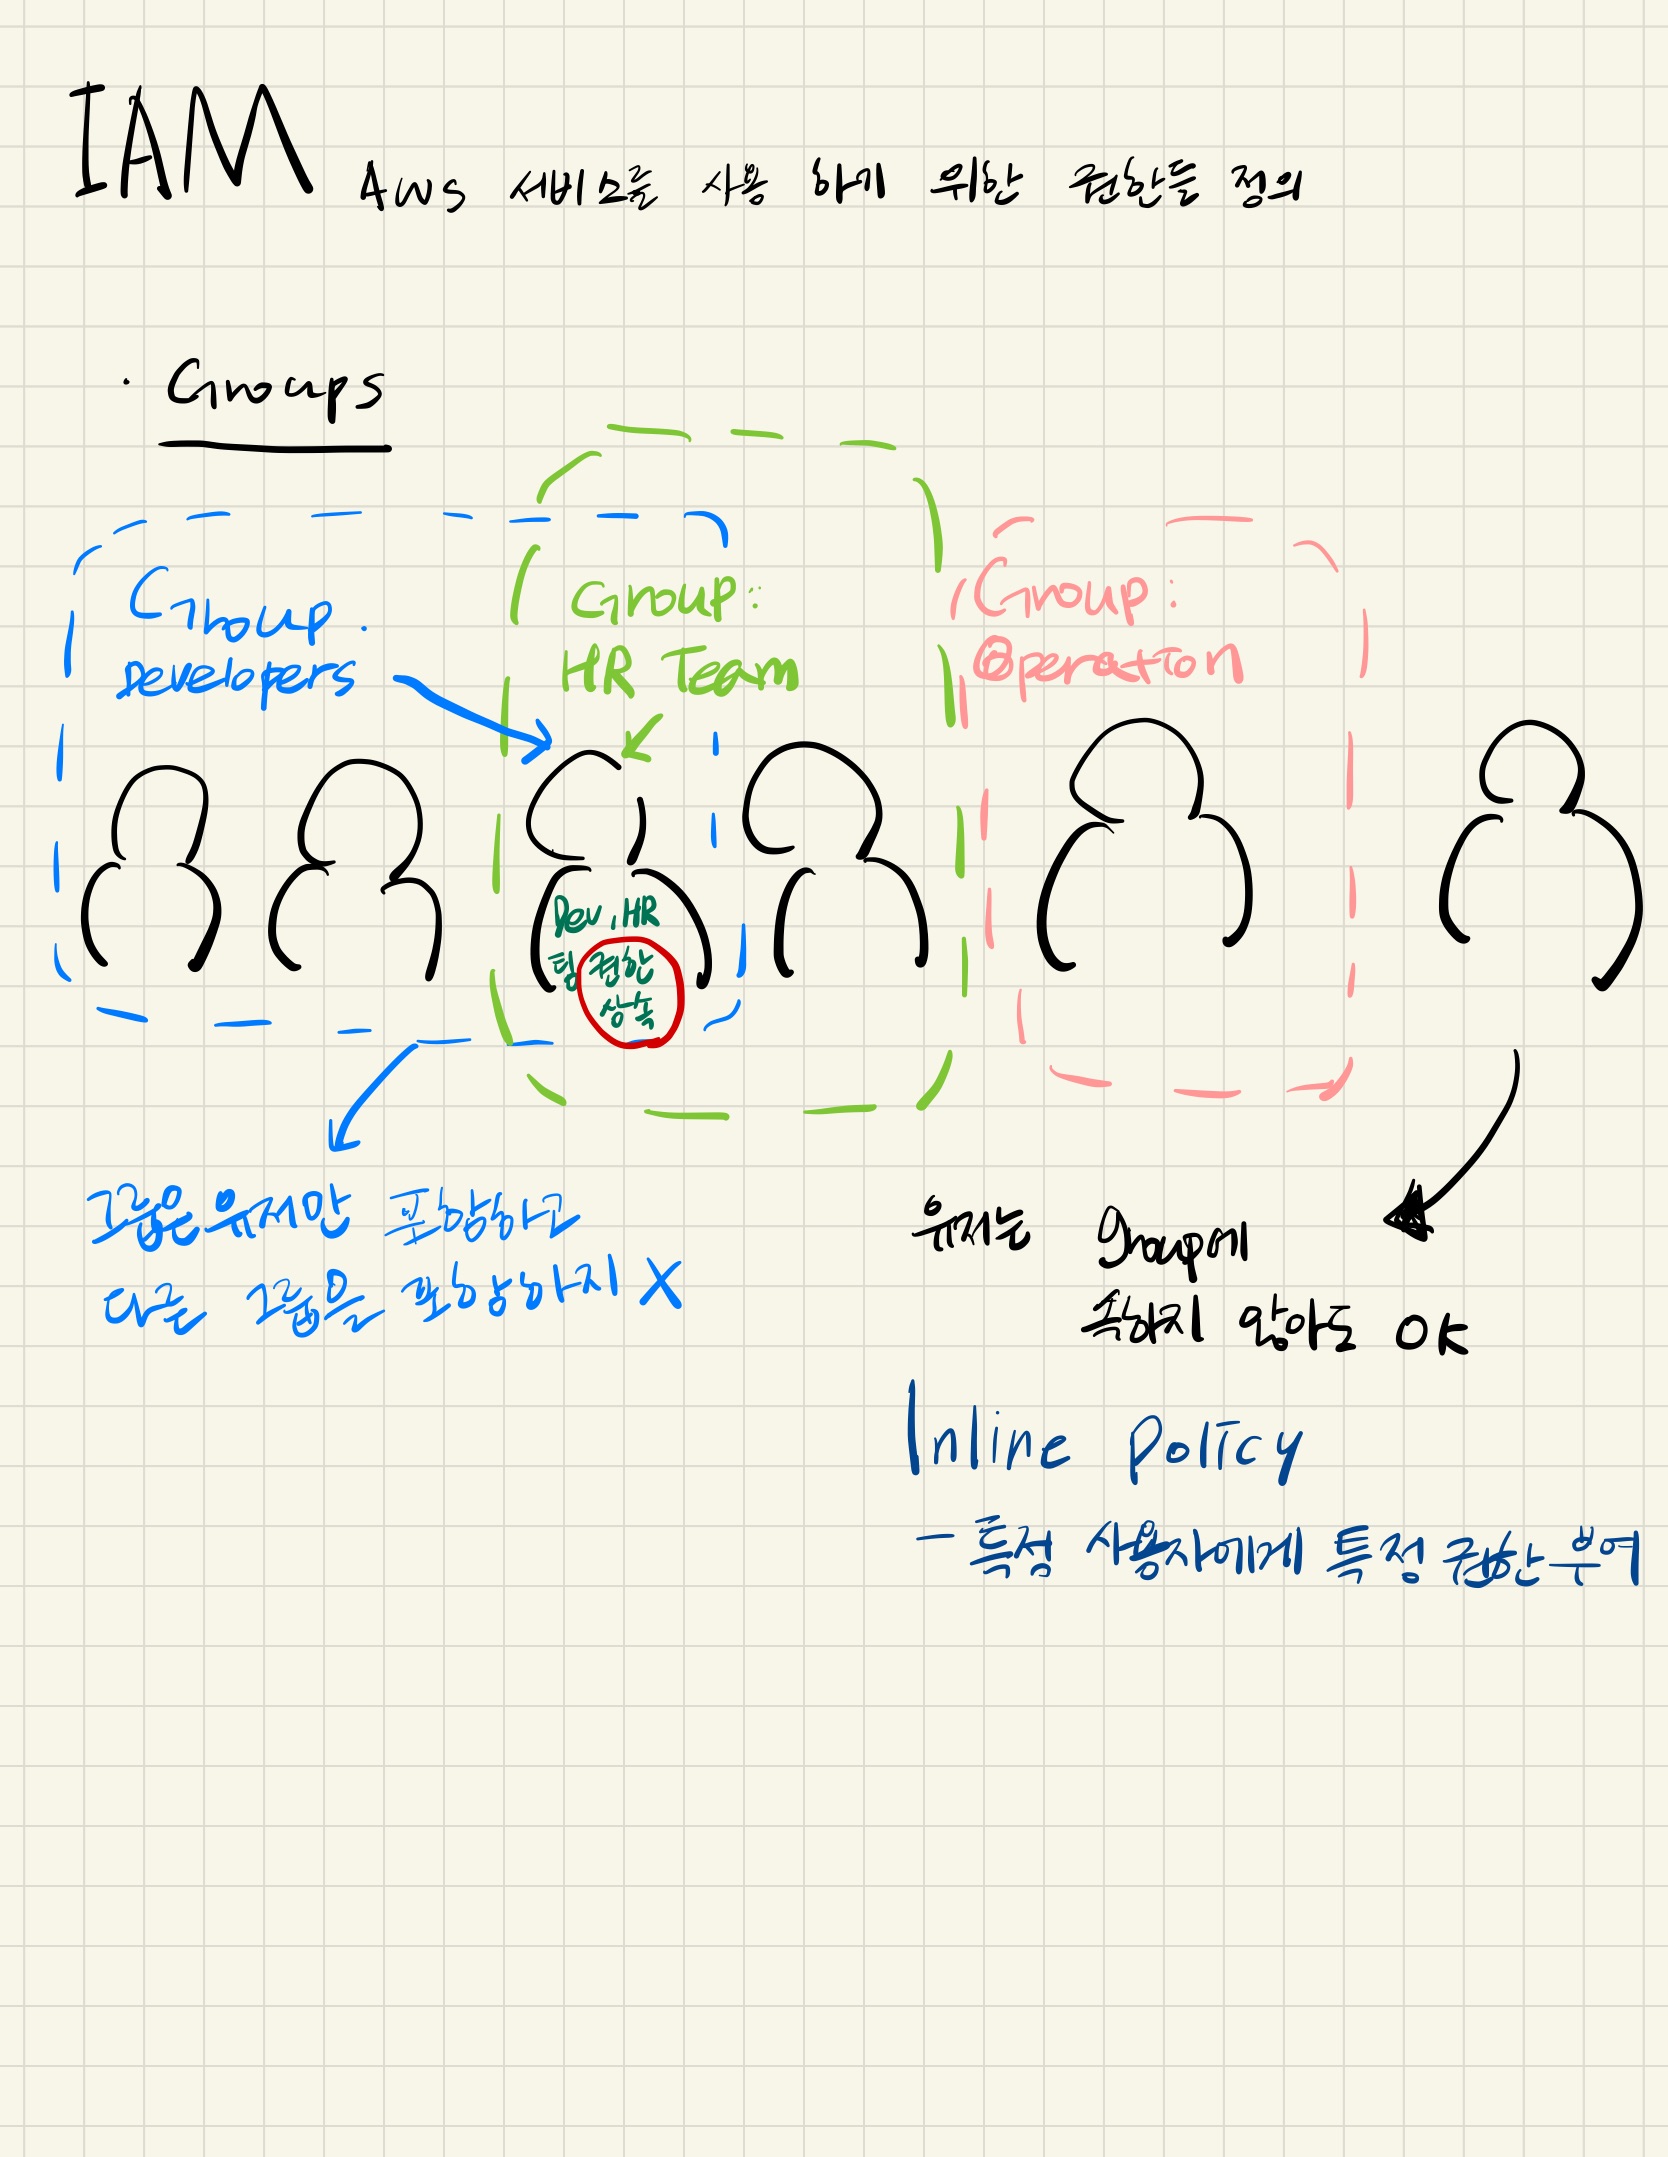 IAM AWS 서비스를 사용 하기 위한 권한들 정의
· Groups
Group.
Developers
Group:
HR Team
Group:
Operation
Dev, HR
팀 권한
상속
그룹은 유저만 포함하고
다른 그룹을 포함하지 X
유저는 group에
속하지 않아도 OK
Inline Policy
- 특정 사용자에게 특정 권한 부여